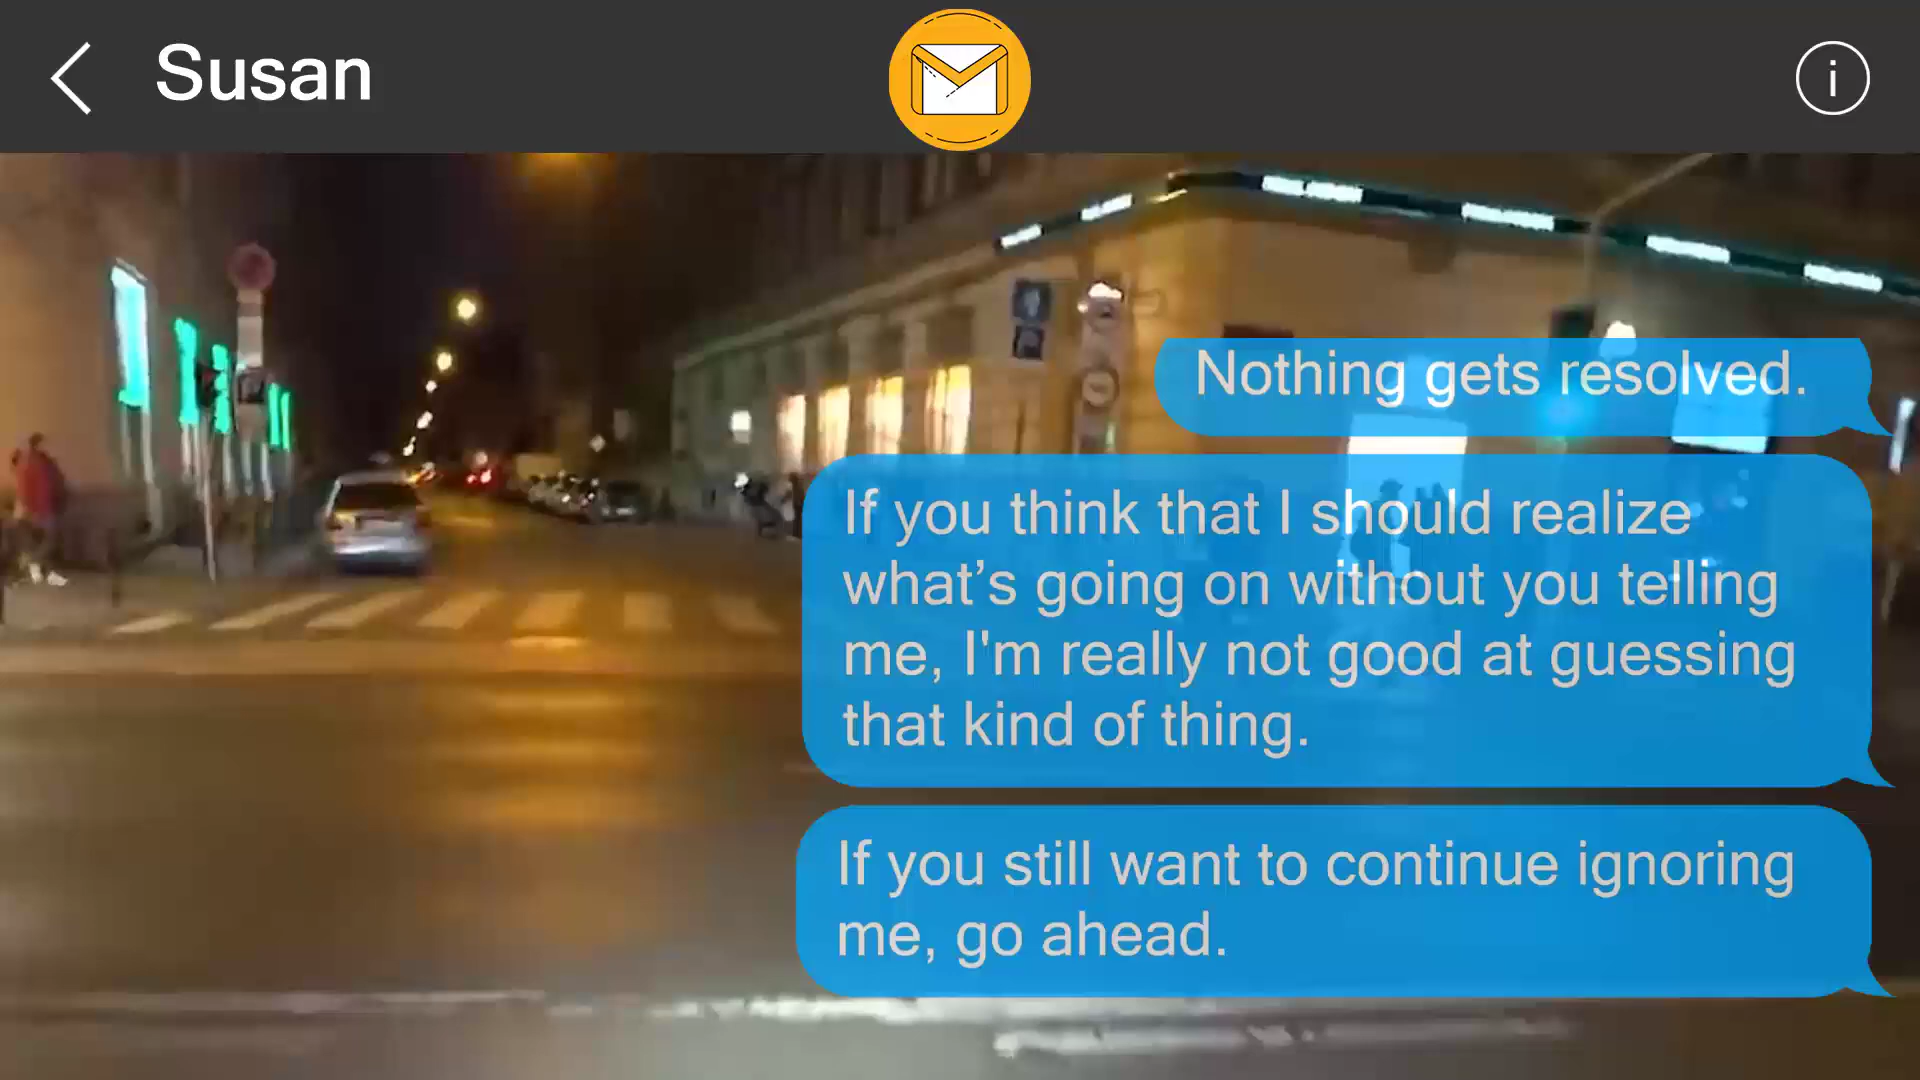 Susan
i
Nothing gets resolved.
If you think that I should realize
what’s going on without you telling
me, I'm really not good at guessing
that kind of thing.
If you still want to continue ignoring
me, go ahead.